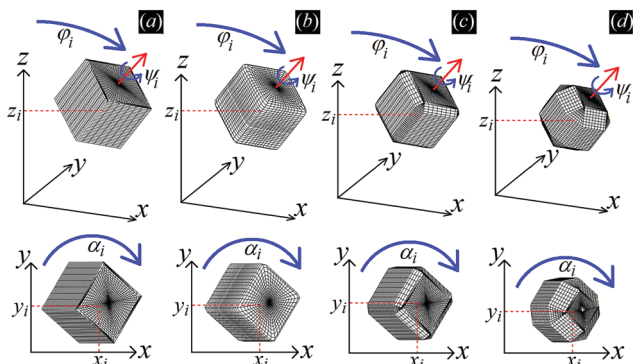 φᵢ (a) φᵢ (b) φᵢ (c) φᵢ (d)
z ψᵢ z ψᵢ z ψᵢ z ψᵢ
zᵢ zᵢ zᵢ zᵢ
y y y y
x x x x
y αᵢ y αᵢ y αᵢ y αᵢ
yᵢ yᵢ yᵢ yᵢ
xᵢ x xᵢ x xᵢ x xᵢ x